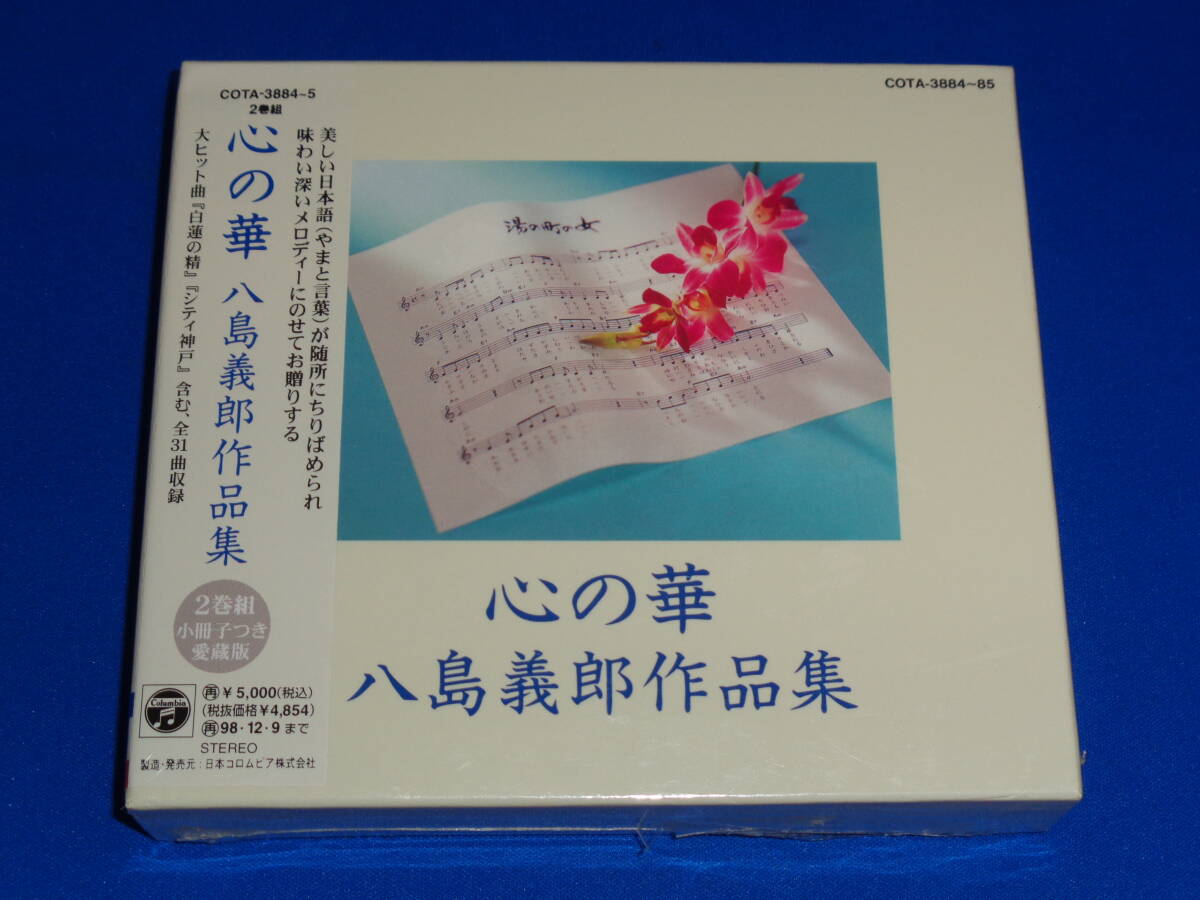 COTA-3884~5
2巻組
心の華 八島義郎作品集
美しい日本語(やまと言葉)が随所にちりばめられ
味わい深いメロディーにのせてお贈りする
大ヒット曲『白蓮の精』『シティ神戸』含む、全31曲収録
2巻組
小冊子つき
愛蔵版
Columbia
再¥5,000(税込)
(税抜価格¥4,854)
再98・12・9まで
STEREO
製造・発売元:日本コロムビア株式会社
COTA-3884~85
湯の町の女
心の華
八島義郎作品集